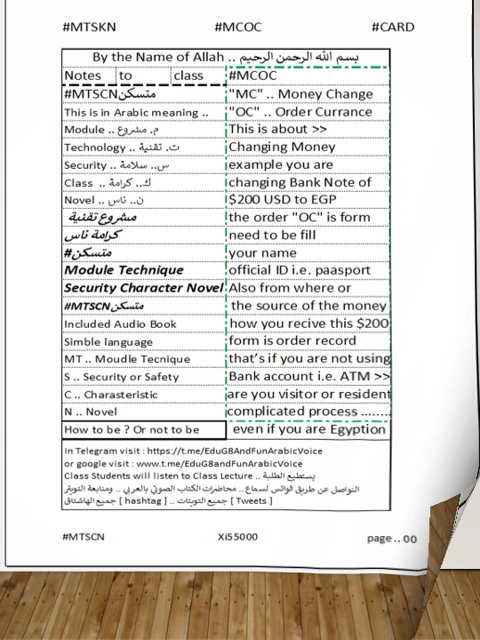 #MTSKN #MCOC #CARD
By the Name of Allah .. بسم الله الرحمن الرحيم
Notes to class #MCOC
#MTSCNمتسكن "MC" .. Money Change
This is in Arabic meaning .. "OC" .. Order Currance
Module .. م. مشروع This is about >>
Technology .. ت. تقنية Changing Money
Security .. س.. سلامة example you are
Class .. ك.. كرامة changing Bank Note of
Novel .. ن.. ناس $200 USD to EGP
مشروع تقنية the order "OC" is form
كرامة ناس need to be fill
#متسكن your name
Module Technique official ID i.e. paasport
Security Character Novel Also from where or
#MTSCNمتسكن the source of the money
Included Audio Book how you recive this $200
Simble language form is order record
MT .. Moudle Tecnique that's if you are not using
S .. Security or Safety Bank account i.e. ATM >>
C .. Charasteristic are you visitor or resident
N .. Novel complicated process ........
How to be ? Or not to be even if you are Egyption
In Telegram visit : https://t.me/EduG8AndFunArabicVoice
or google visit : www.t.me/EduG8AndFunArabicVoice
Class Students will listen to Class Lecture .. يستطيع الطلبة
التواصل عن طريق الواتس لسماع .. محاضرات الكتاب الصوتي بالعربي .. ومتابعة التويتر
جميع الهاشتاق [ hashtag ] .. جميع التويتات [ Tweets ]
#MTSCN Xi55000 page .. 00